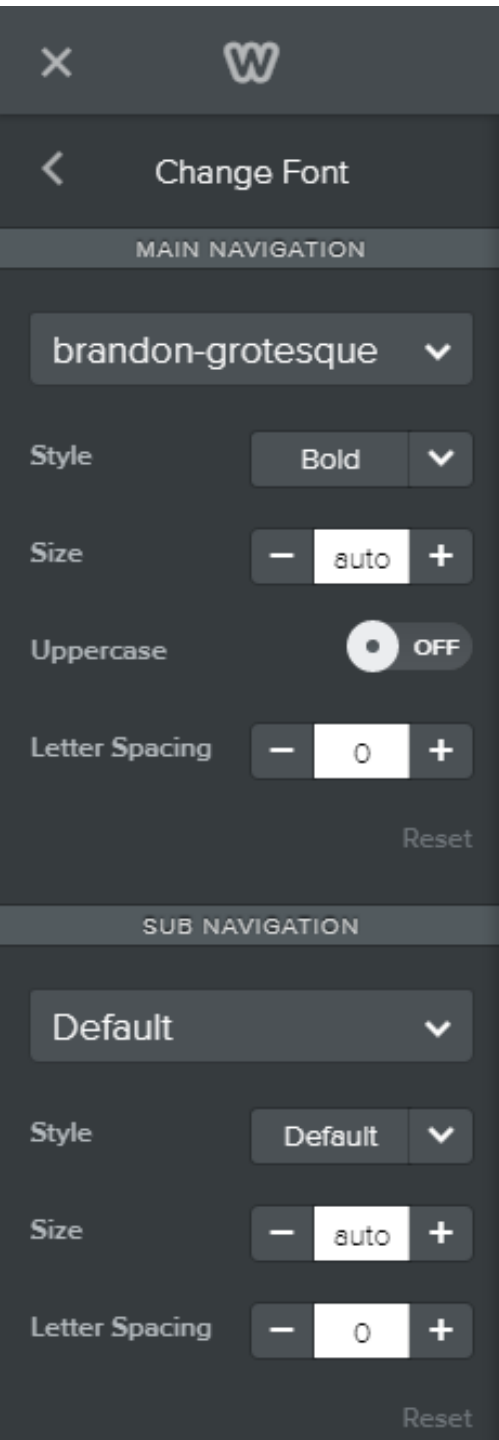 Change Font
MAIN NAVIGATION
brandon-grotesque
Style Bold
Size − auto +
Uppercase OFF
Letter Spacing − 0 +
Reset
SUB NAVIGATION
Default
Style Default
Size − auto +
Letter Spacing − 0 +
Reset